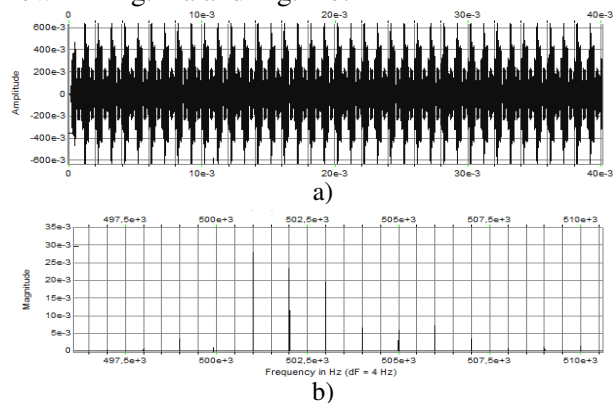 0 10e-3 20e-3 30e-3 40e-3
600e-3
400e-3
200e-3
0
-200e-3
-400e-3
-600e-3
Amplitude
0 10e-3 20e-3 30e-3 40e-3
a)
497,5e+3 500e+3 502,5e+3 505e+3 507,5e+3 510e+3
35e-3
30e-3
25e-3
20e-3
15e-3
10e-3
5e-3
0
Magnitude
497,5e+3 500e+3 502,5e+3 505e+3 507,5e+3 510e+3
Frequency in Hz (dF = 4 Hz)
b)